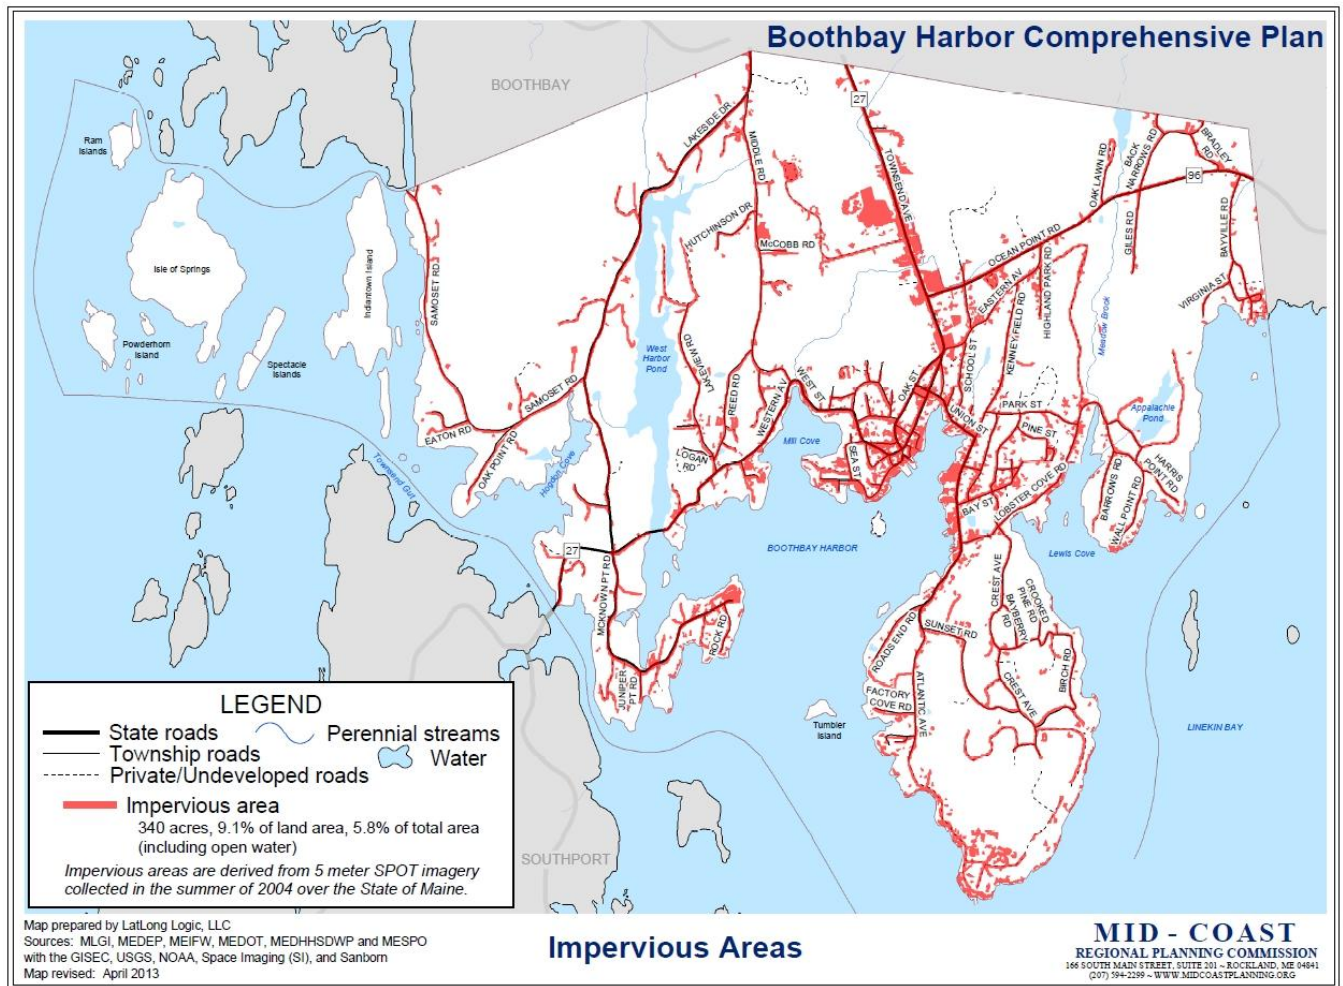 Boothbay Harbor Comprehensive Plan
BOOTHBAY
Ram
Islands
Isle of Springs
Indiantown Island
Powderhorn
Island
Spectacle
Islands
SAMOSET RD
LAKESIDE DR
MIDDLE RD
27
TOWNSEND AVE
OAK LAWN RD
BACK
NARROWS RD
BRADLEY
RD
96
GILES RD
BAYVILLE RD
VIRGINIA ST
HUTCHINSON DR
McCOBB RD
OCEAN POINT RD
EASTERN AV
KENNEY FIELD RD
HIGHLAND PARK RD
Meadow Brook
SCHOOL ST
West
Harbor
Pond
LAKEVIEW RD
REED RD
WESTERN AV
WEST ST
OAK ST
UNION ST
PARK ST
PINE ST
Appalachie
Pond
SAMOSET RD
EATON RD
OAK POINT RD
Hogdon Cove
Townsend Gut
LOGAN
RD
Mill Cove
SEA ST
BAY ST
LOBSTER COVE RD
BARROWS RD
WALL POINT RD
HARRIS
POINT RD
BOOTHBAY HARBOR
Lewis Cove
27
MCKNOWN PT RD
JUNIPER
PT RD
ROCK RD
CREST AVE
CROOKED
PINE RD
BAYBERRY
RD
ROADS END RD
SUNSET RD
BIRCH RD
CREST AVE
FACTORY
COVE RD
ATLANTIC AVE
Tumbler
Island
LINEKIN BAY
SOUTHPORT
LEGEND
State roads
Perennial streams
Township roads
Water
Private/Undeveloped roads
Impervious area
340 acres, 9.1% of land area, 5.8% of total area
(including open water)
Impervious areas are derived from 5 meter SPOT imagery
collected in the summer of 2004 over the State of Maine.
Map prepared by LatLong Logic, LLC
Sources: MLGI, MEDEP, MEIFW, MEDOT, MEDHHSDWP and MESPO
with the GISEC, USGS, NOAA, Space Imaging (SI), and Sanborn
Map revised: April 2013
Impervious Areas
MID - COAST
REGIONAL PLANNING COMMISSION
166 SOUTH MAIN STREET, SUITE 201 ~ ROCKLAND, ME 04841
(207) 594-2299 ~ WWW.MIDCOASTPLANNING.ORG